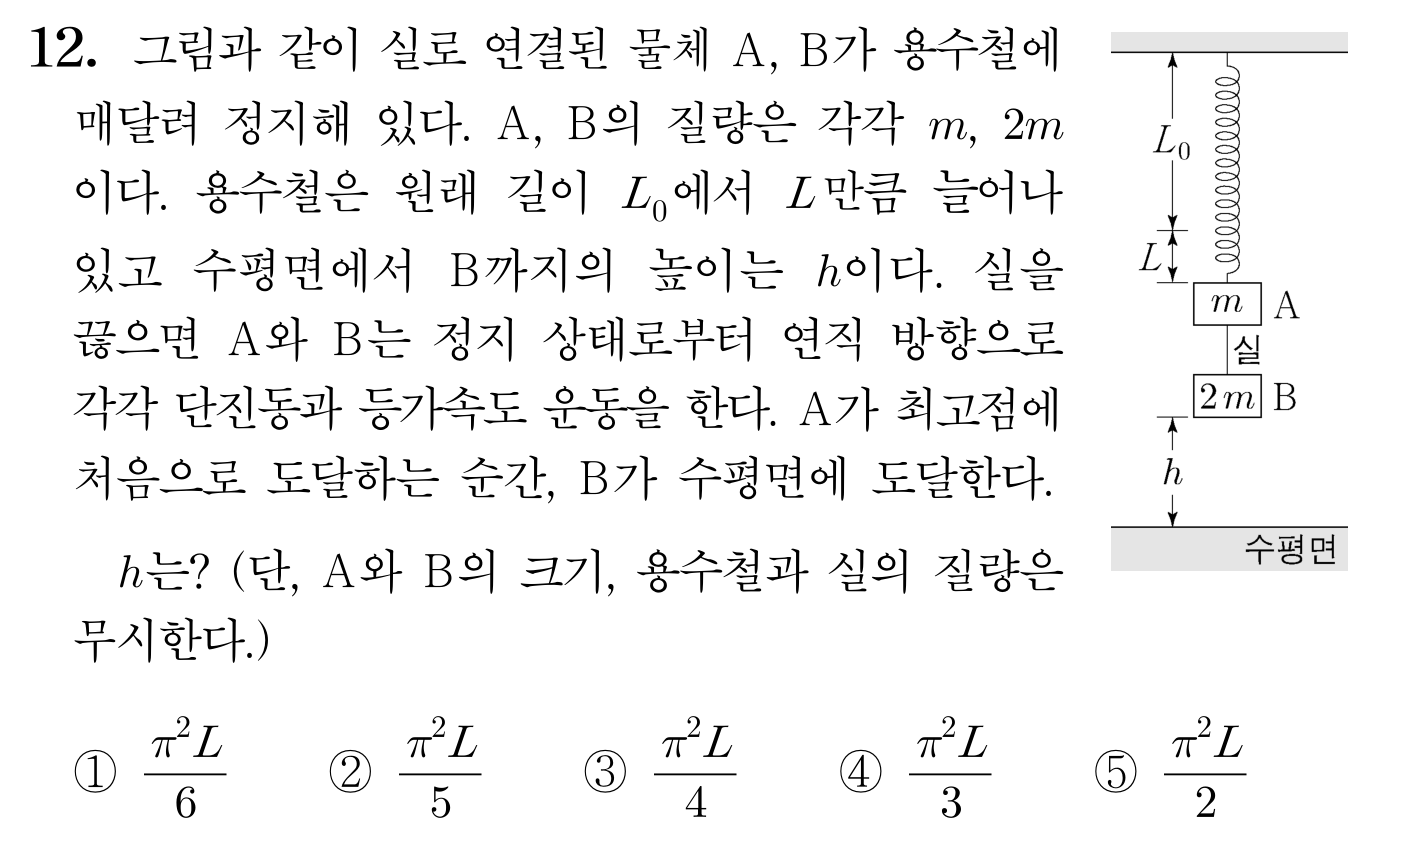 12. 그림과 같이 실로 연결된 물체 A, B가 용수철에
매달려 정지해 있다. A, B의 질량은 각각 m, 2m
이다. 용수철은 원래 길이 L₀에서 L만큼 늘어나
있고 수평면에서 B까지의 높이는 h이다. 실을
끊으면 A와 B는 정지 상태로부터 연직 방향으로
각각 단진동과 등가속도 운동을 한다. A가 최고점에
처음으로 도달하는 순간, B가 수평면에 도달한다.
h는? (단, A와 B의 크기, 용수철과 실의 질량은
무시한다.)
① π²L/6 ② π²L/5 ③ π²L/4 ④ π²L/3 ⑤ π²L/2
L₀
L
m A
실
2m B
h
수평면